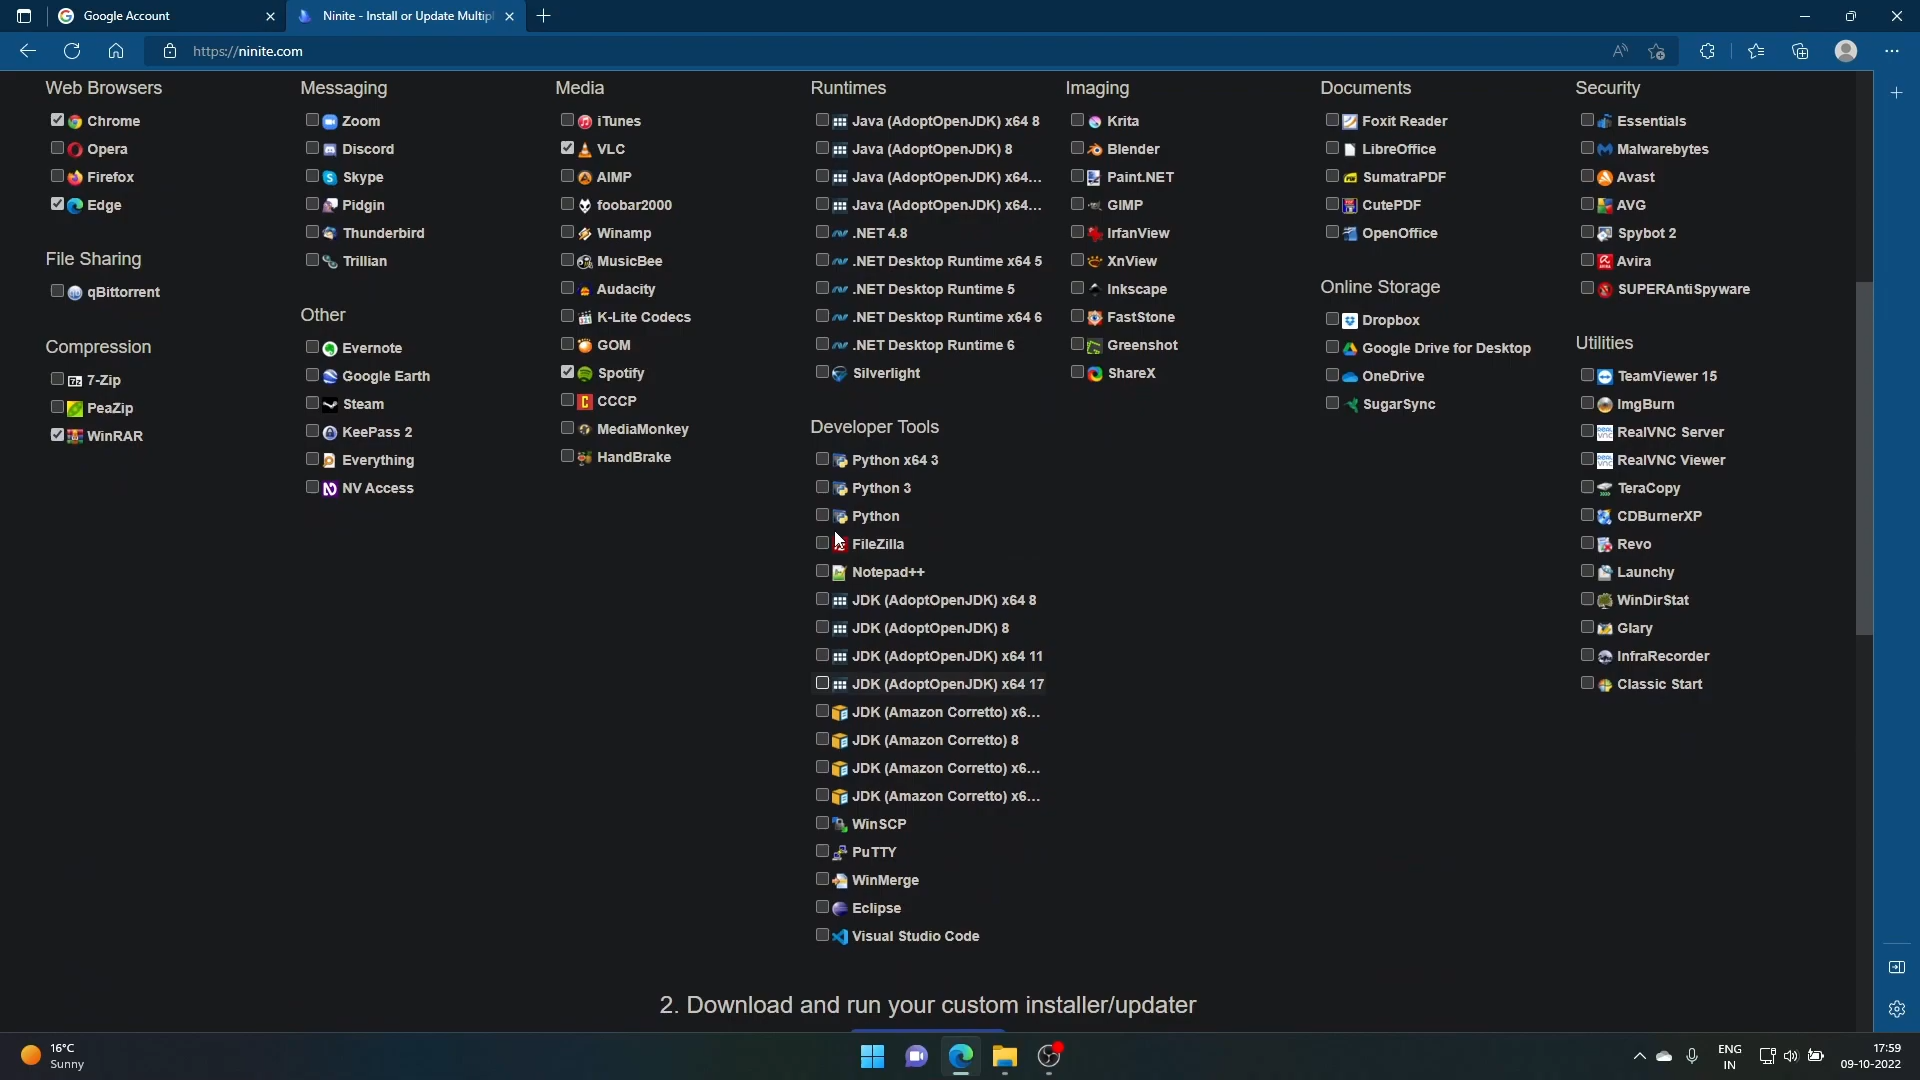 Google Account
Ninite - Install or Update Multipl
https://ninite.com
Web Browsers
Chrome
Opera
Firefox
Edge
File Sharing
qBittorrent
Compression
7-Zip
PeaZip
WinRAR
Messaging
Zoom
Discord
Skype
Pidgin
Thunderbird
Trillian
Other
Evernote
Google Earth
Steam
KeePass 2
Everything
NV Access
Media
iTunes
VLC
AIMP
foobar2000
Winamp
MusicBee
Audacity
K-Lite Codecs
GOM
Spotify
CCCP
MediaMonkey
HandBrake
Runtimes
Java (AdoptOpenJDK) x64 8
Java (AdoptOpenJDK) 8
Java (AdoptOpenJDK) x64...
Java (AdoptOpenJDK) x64...
.NET 4.8
.NET Desktop Runtime x64 5
.NET Desktop Runtime 5
.NET Desktop Runtime x64 6
.NET Desktop Runtime 6
Silverlight
Developer Tools
Python x64 3
Python 3
Python
FileZilla
Notepad++
JDK (AdoptOpenJDK) x64 8
JDK (AdoptOpenJDK) 8
JDK (AdoptOpenJDK) x64 11
JDK (AdoptOpenJDK) x64 17
JDK (Amazon Corretto) x6...
JDK (Amazon Corretto) 8
JDK (Amazon Corretto) x6...
JDK (Amazon Corretto) x6...
WinSCP
PuTTY
WinMerge
Eclipse
Visual Studio Code
Imaging
Krita
Blender
Paint.NET
GIMP
IrfanView
XnView
Inkscape
FastStone
Greenshot
ShareX
Documents
Foxit Reader
LibreOffice
SumatraPDF
CutePDF
OpenOffice
Online Storage
Dropbox
Google Drive for Desktop
OneDrive
SugarSync
Security
Essentials
Malwarebytes
Avast
AVG
Spybot 2
Avira
SUPERAntiSpyware
Utilities
TeamViewer 15
ImgBurn
RealVNC Server
RealVNC Viewer
TeraCopy
CDBurnerXP
Revo
Launchy
WinDirStat
Glary
InfraRecorder
Classic Start
2. Download and run your custom installer/updater
16°C
Sunny
ENG
IN
17:59
09-10-2022